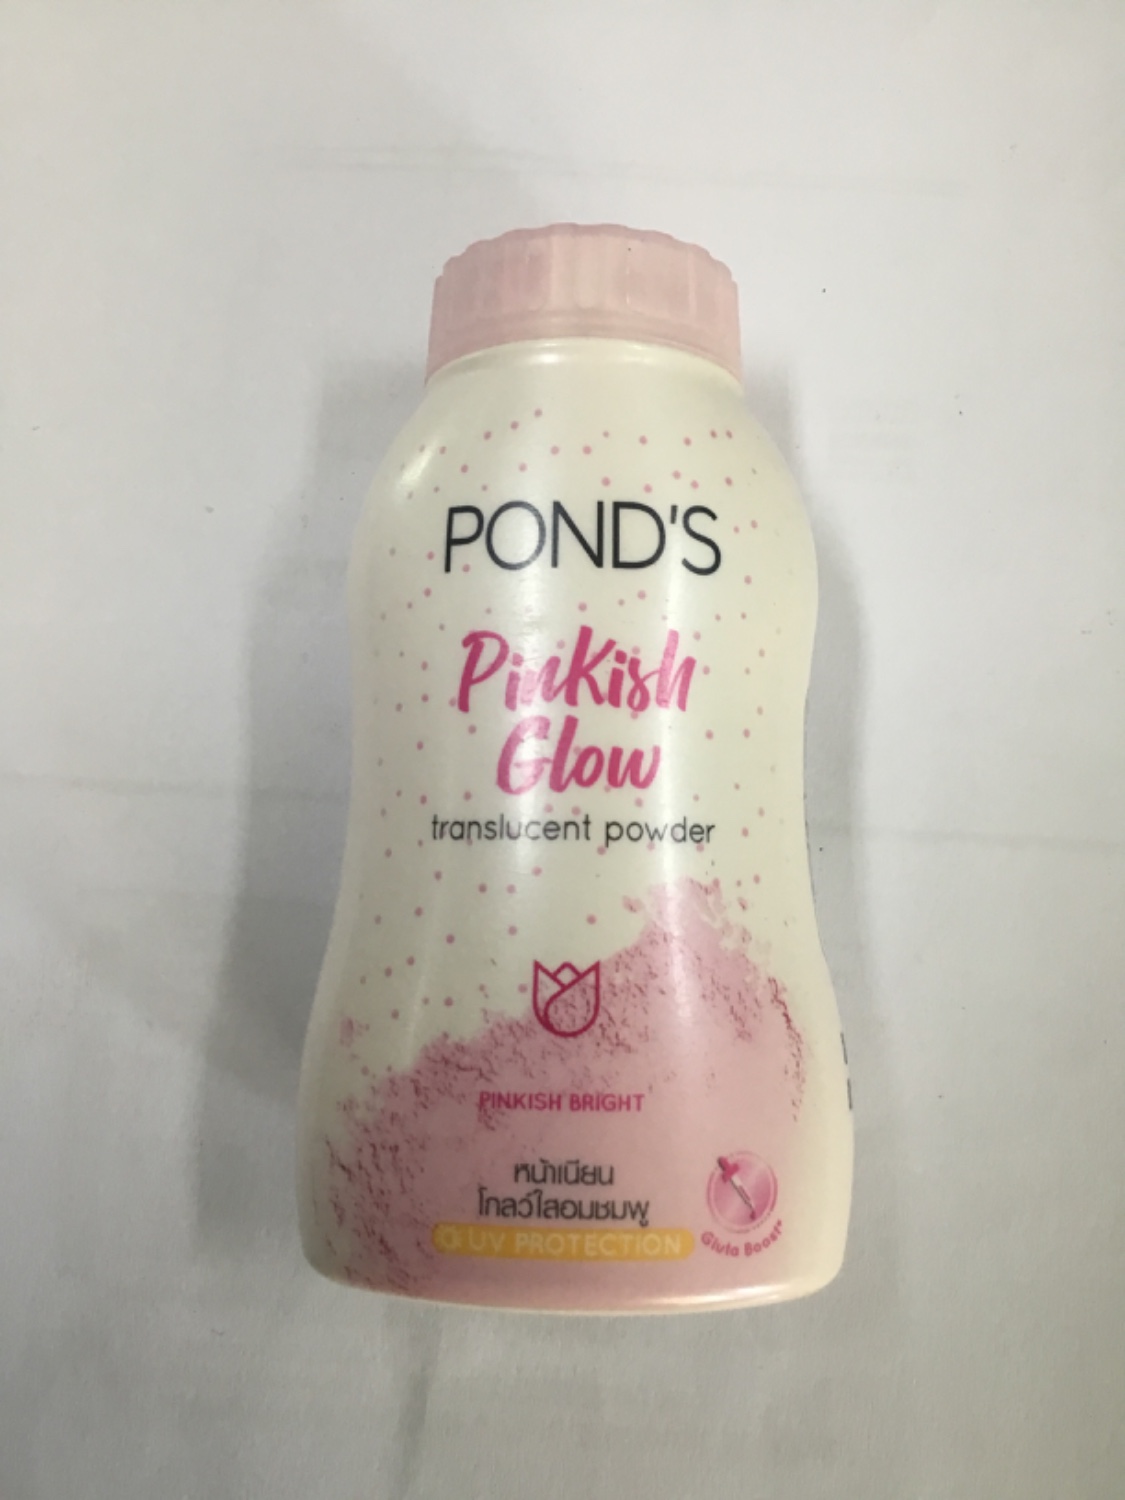 POND'S
PinKish
Glow
translucent powder
PINKISH BRIGHT
หน้าเนียน
โกลว์ใสอมชมพู
UV PROTECTION
Gluta Boost*